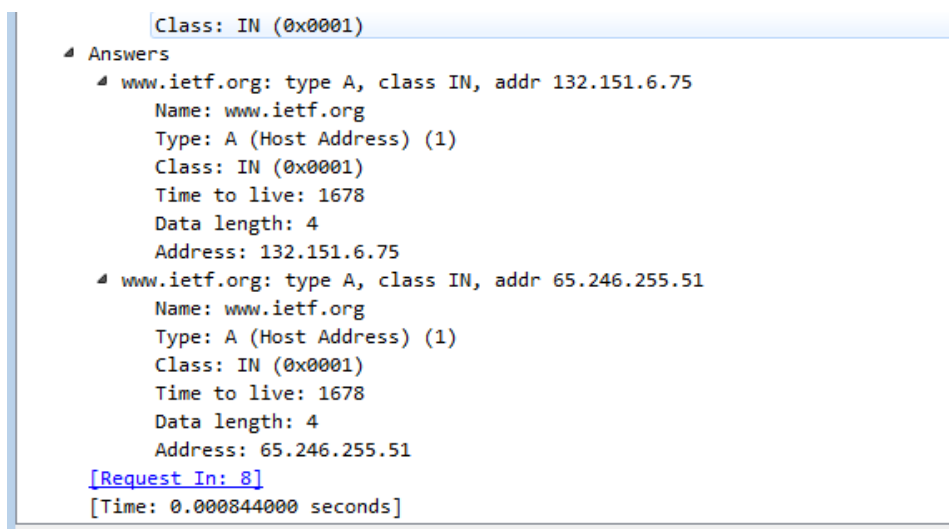 Class: IN (0x0001)
Answers
www.ietf.org: type A, class IN, addr 132.151.6.75
Name: www.ietf.org
Type: A (Host Address) (1)
Class: IN (0x0001)
Time to live: 1678
Data length: 4
Address: 132.151.6.75
www.ietf.org: type A, class IN, addr 65.246.255.51
Name: www.ietf.org
Type: A (Host Address) (1)
Class: IN (0x0001)
Time to live: 1678
Data length: 4
Address: 65.246.255.51
[Request In: 8]
[Time: 0.000844000 seconds]